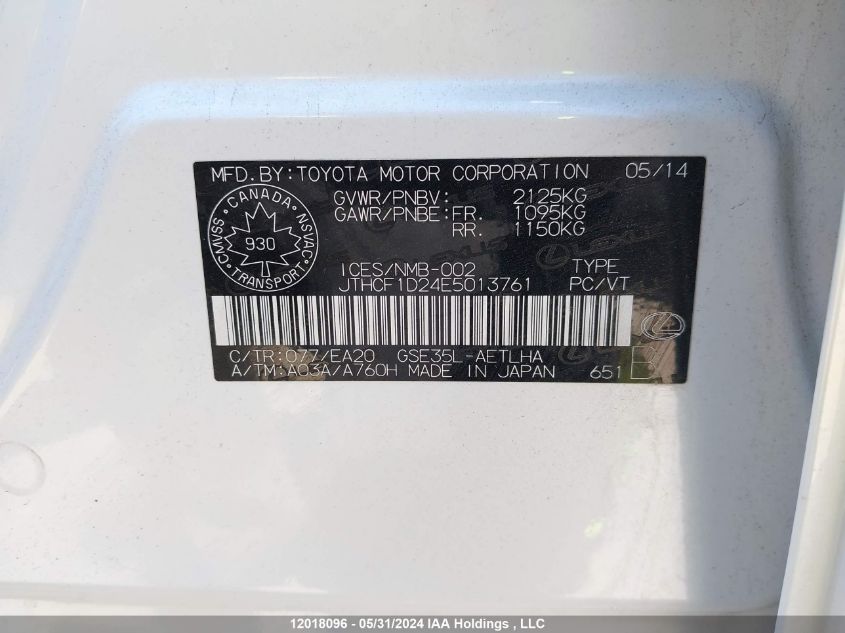 MFD.BY:TOYOTA MOTOR CORPORATION 05/14
GVWR/PNBV: 2125KG
GAWR/PNBE:FR. 1095KG
RR. 1150KG
CMVSS CANADA NSVAC
930
TRANSPORT
ICES/NMB-002 TYPE
JTHCF1D24E5013761 PC/VT
LEXUS
C/TR:077/EA20 GSE35L-AETLHA
A/TM:A03A/A760H MADE IN JAPAN 651 E
12018096 - 05/31/2024 IAA Holdings , LLC